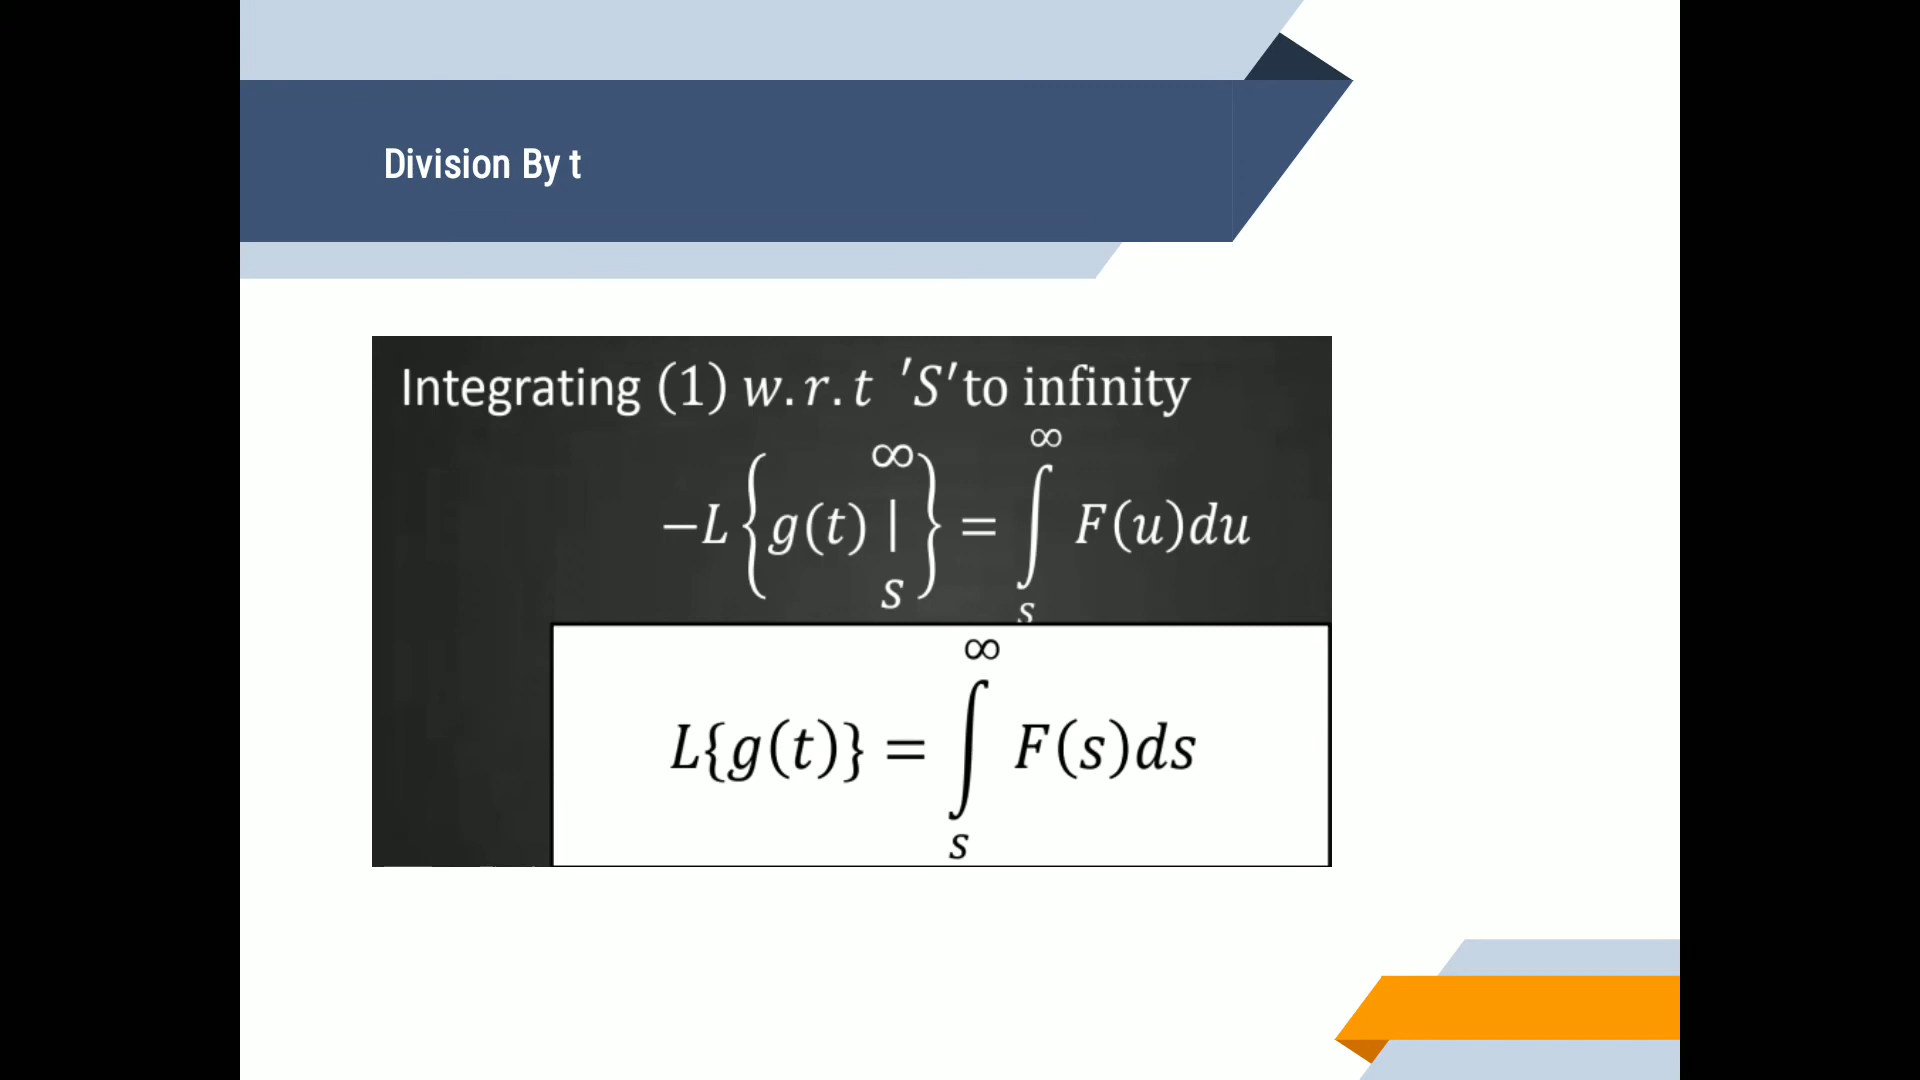 Division By t
Integrating (1) w.r.t 'S' to infinity
∞ ∞
−L{g(t) | } = ∫ F(u)du
s s
∞
L{g(t)} = ∫ F(s)ds
s